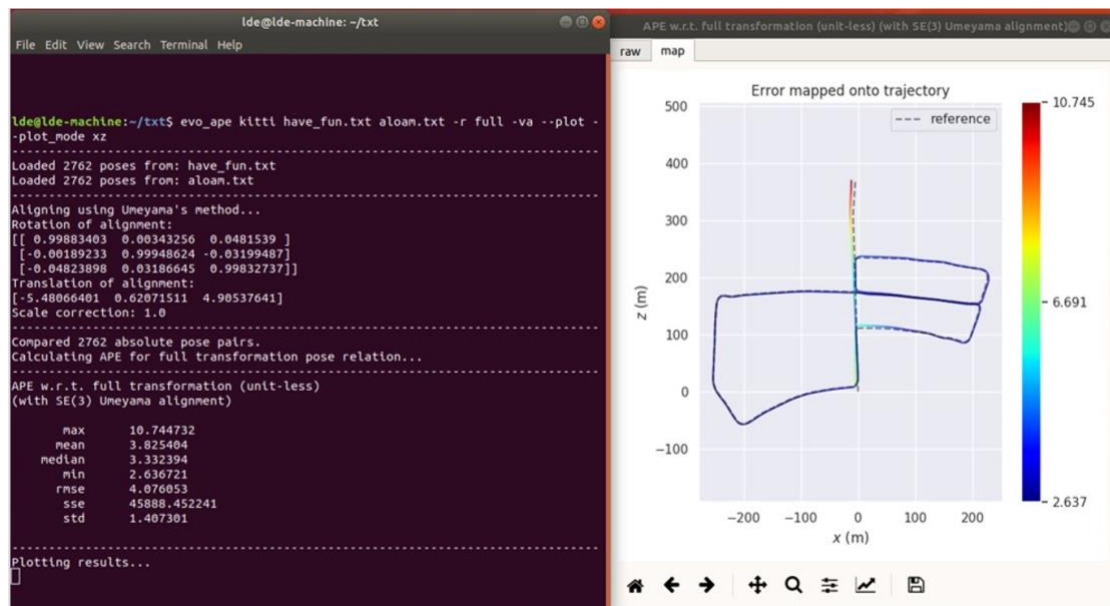 lde@lde-machine: ~/txt
File Edit View Search Terminal Help
lde@lde-machine:~/txt$ evo_ape kitti have_fun.txt aloam.txt -r full -va --plot -
-plot_mode xz
--------------------------------------------------------------------------------
Loaded 2762 poses from: have_fun.txt
Loaded 2762 poses from: aloam.txt
--------------------------------------------------------------------------------
Aligning using Umeyama's method...
Rotation of alignment:
[[ 0.99883403 0.00343256 0.0481539 ]
[-0.00189233 0.99948624 -0.03199487]
[-0.04823898 0.03186645 0.99832737]]
Translation of alignment:
[-5.48066401 0.62071511 4.90537641]
Scale correction: 1.0
--------------------------------------------------------------------------------
Compared 2762 absolute pose pairs.
Calculating APE for full transformation pose relation...
--------------------------------------------------------------------------------
APE w.r.t. full transformation (unit-less)
(with SE(3) Umeyama alignment)
max 10.744732
mean 3.825404
median 3.332394
min 2.636721
rmse 4.076053
sse 45888.452241
std 1.407301
--------------------------------------------------------------------------------
Plotting results...
APE w.r.t. full transformation (unit-less) (with SE(3) Umeyama alignment)
raw map
Error mapped onto trajectory
reference
500
400
300
200
100
0
−100
z (m)
−200 −100 0 100 200
x (m)
10.745
6.691
2.637